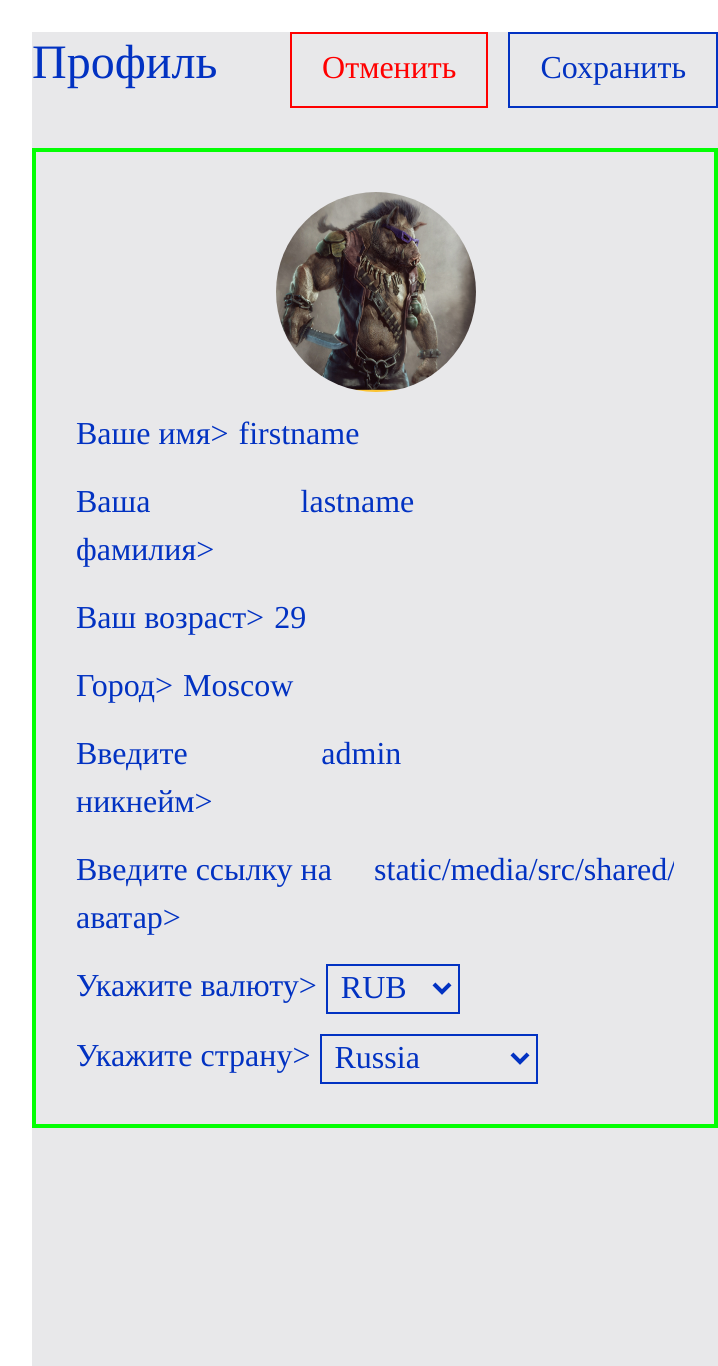 Профиль Отменить Сохранить
Ваше имя> firstname
Ваша lastname
фамилия>
Ваш возраст> 29
Город> Moscow
Введите admin
никнейм>
Введите ссылку на static/media/src/shared/
аватар>
Укажите валюту> RUB
Укажите страну> Russia